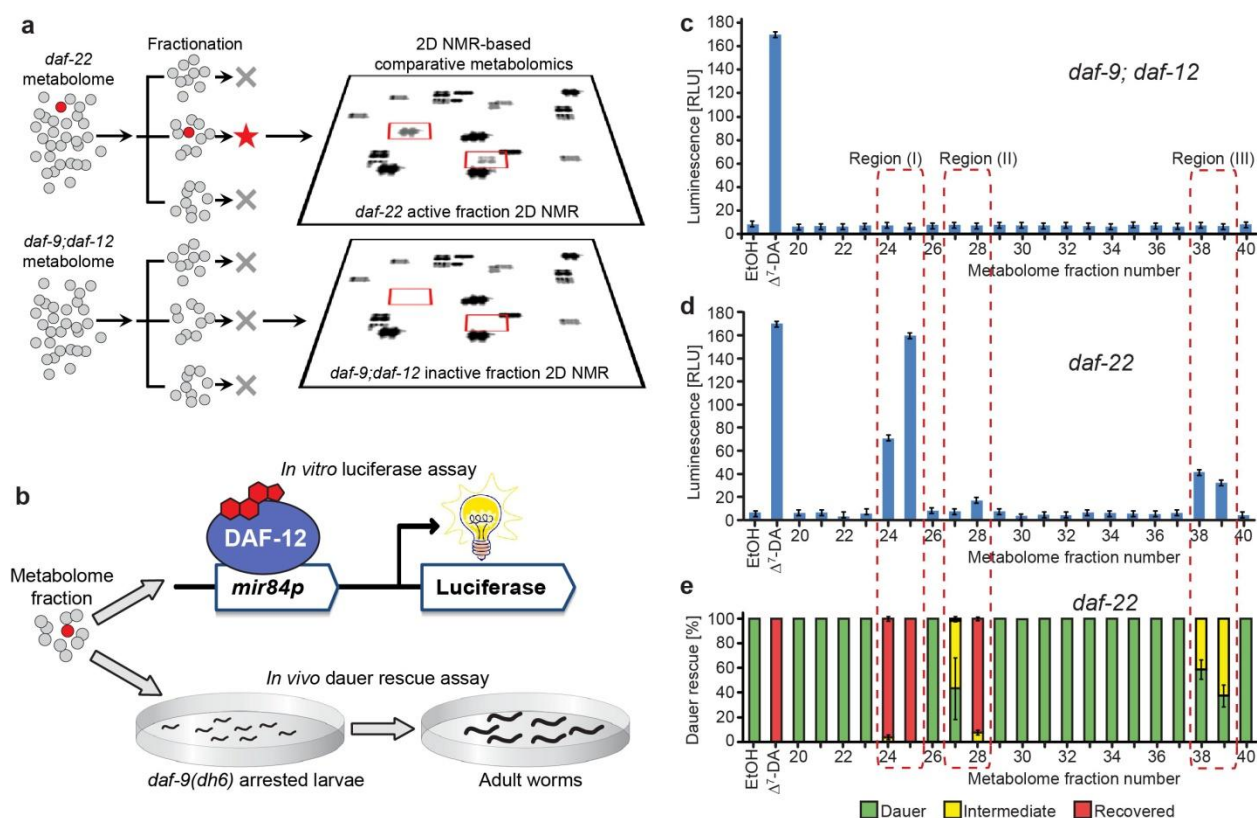 a
daf-22
metabolome
Fractionation
2D NMR-based
comparative metabolomics
daf-22 active fraction 2D NMR
daf-9;daf-12
metabolome
daf-9;daf-12 inactive fraction 2D NMR
b
In vitro luciferase assay
DAF-12
mir84p
Luciferase
Metabolome
fraction
In vivo dauer rescue assay
daf-9(dh6) arrested larvae
Adult worms
c
daf-9; daf-12
Luminescence [RLU]
180
160
140
120
100
80
60
40
20
0
Region (I)
Region (II)
Region (III)
EtOH
Δ⁷-DA
20
22
24
26
28
30
32
34
36
38
40
Metabolome fraction number
d
daf-22
Luminescence [RLU]
180
160
140
120
100
80
60
40
20
0
EtOH
Δ⁷-DA
20
22
24
26
28
30
32
34
36
38
40
Metabolome fraction number
e
daf-22
Dauer rescue [%]
100
80
60
40
20
0
EtOH
Δ⁷-DA
20
22
24
26
28
30
32
34
36
38
40
Metabolome fraction number
Dauer
Intermediate
Recovered